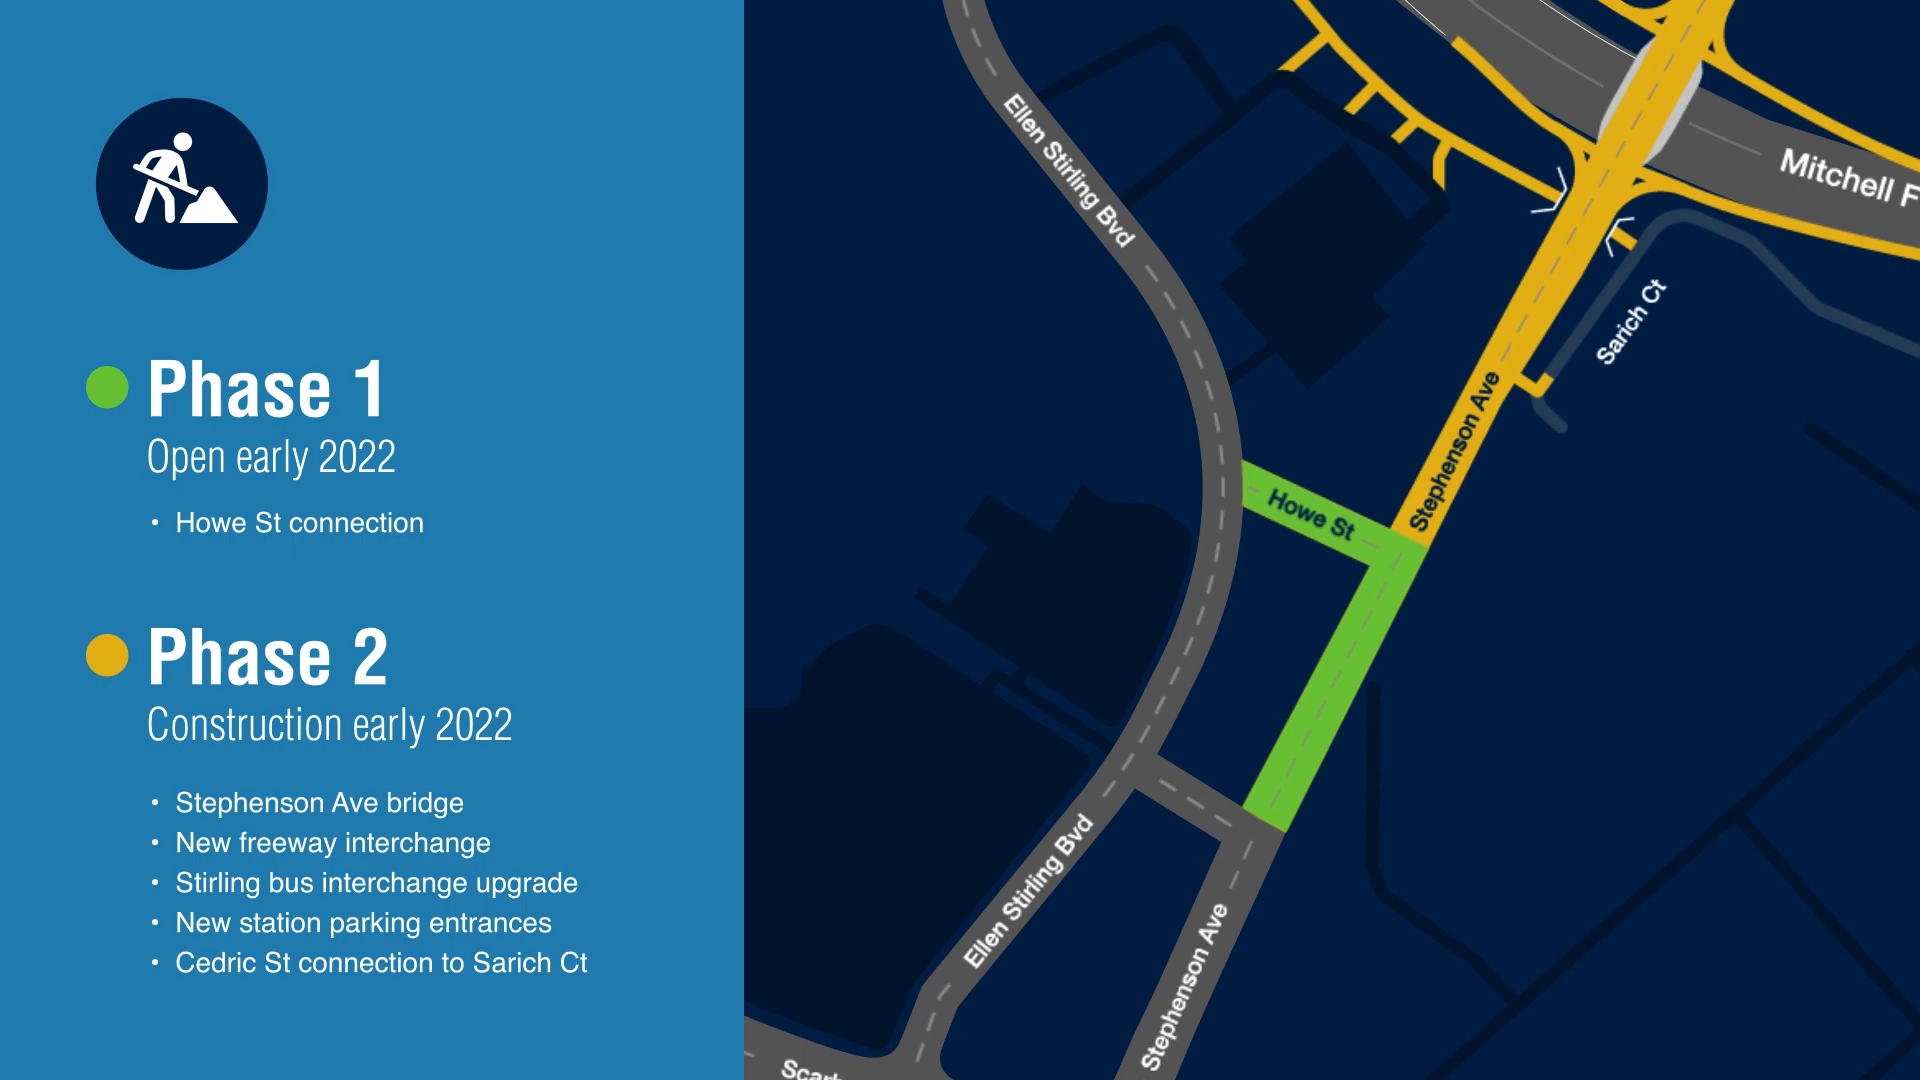 Phase 1
Open early 2022
• Howe St connection
Phase 2
Construction early 2022
• Stephenson Ave bridge
• New freeway interchange
• Stirling bus interchange upgrade
• New station parking entrances
• Cedric St connection to Sarich Ct
Ellen Stirling Bvd
Mitchell F
Sarich Ct
Stephenson Ave
Howe St
Ellen Stirling Bvd
Stephenson Ave